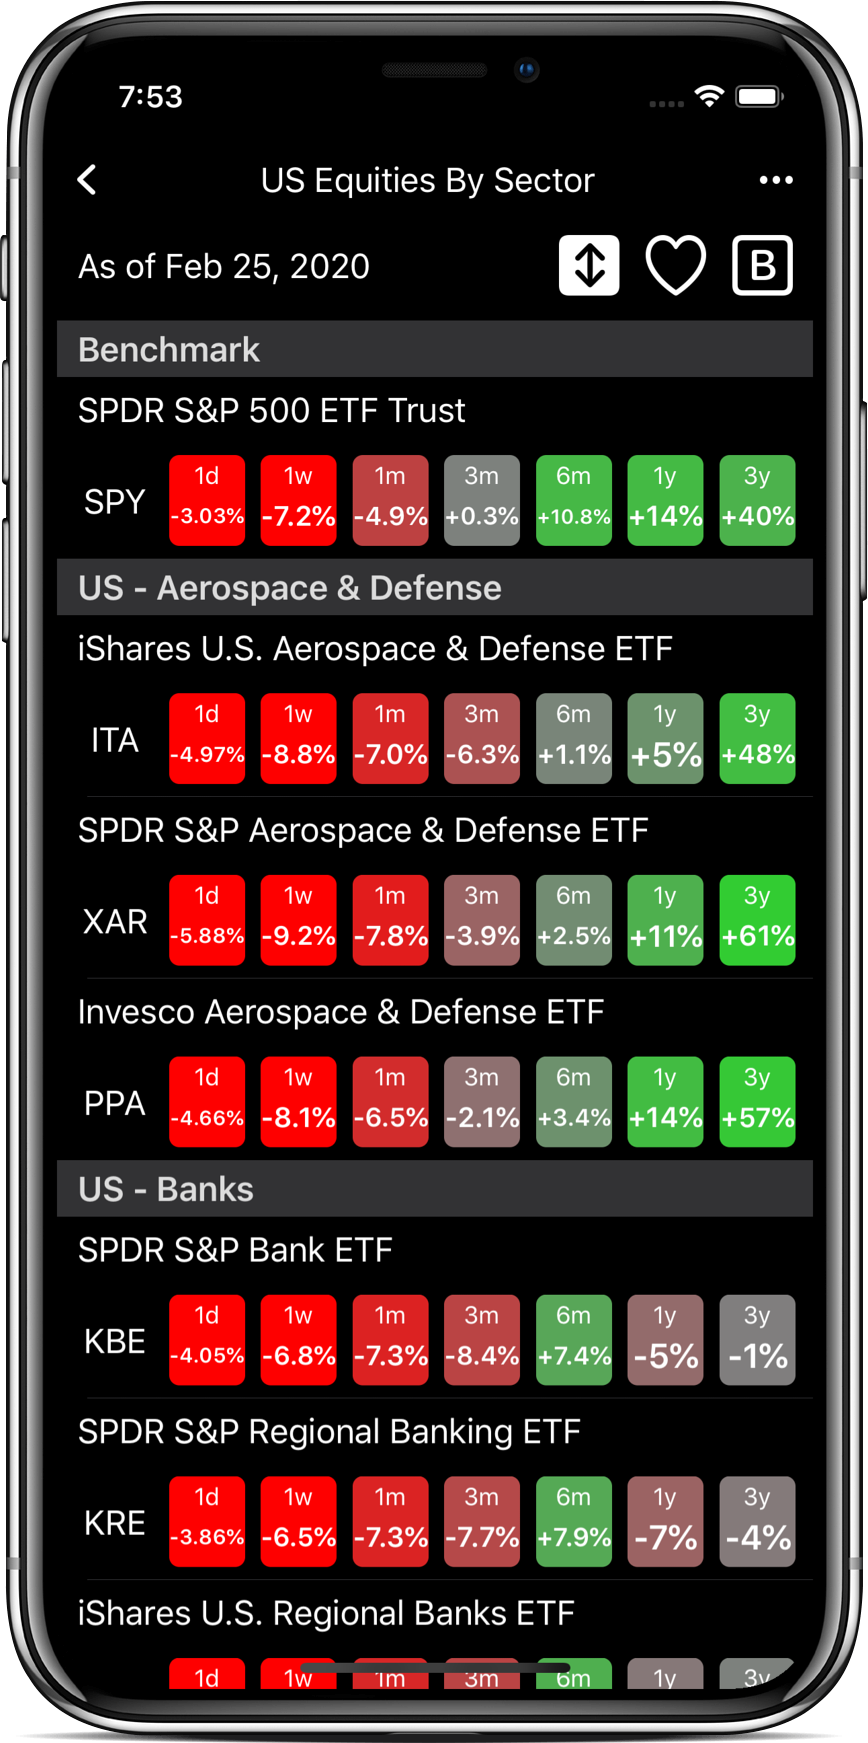 7:53
US Equities By Sector
As of Feb 25, 2020
B
Benchmark
SPDR S&P 500 ETF Trust
SPY
1d 1w 1m 3m 6m 1y 3y
-3.03% -7.2% -4.9% +0.3% +10.8% +14% +40%
US - Aerospace & Defense
iShares U.S. Aerospace & Defense ETF
ITA
1d 1w 1m 3m 6m 1y 3y
-4.97% -8.8% -7.0% -6.3% +1.1% +5% +48%
SPDR S&P Aerospace & Defense ETF
XAR
1d 1w 1m 3m 6m 1y 3y
-5.88% -9.2% -7.8% -3.9% +2.5% +11% +61%
Invesco Aerospace & Defense ETF
PPA
1d 1w 1m 3m 6m 1y 3y
-4.66% -8.1% -6.5% -2.1% +3.4% +14% +57%
US - Banks
SPDR S&P Bank ETF
KBE
1d 1w 1m 3m 6m 1y 3y
-4.05% -6.8% -7.3% -8.4% +7.4% -5% -1%
SPDR S&P Regional Banking ETF
KRE
1d 1w 1m 3m 6m 1y 3y
-3.86% -6.5% -7.3% -7.7% +7.9% -7% -4%
iShares U.S. Regional Banks ETF
1d 1w 1m 3m 6m 1y 3y